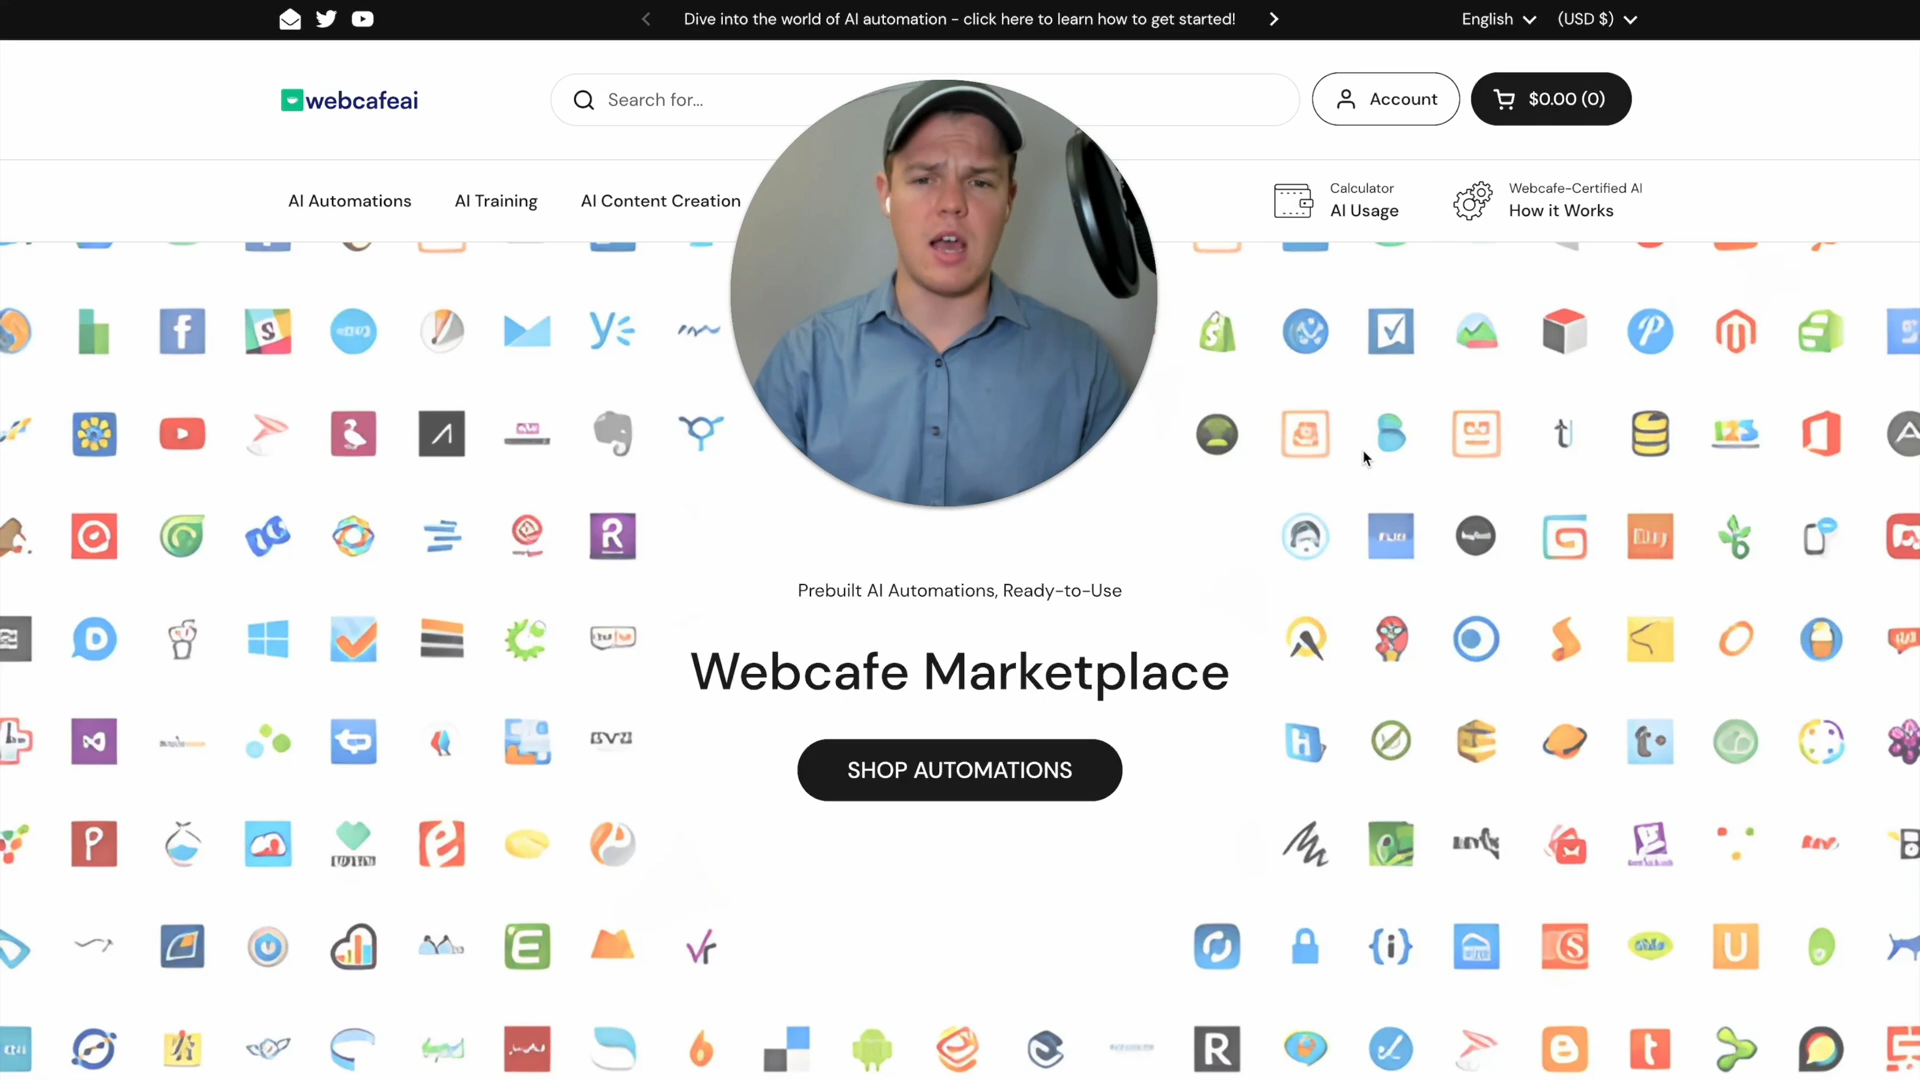 Dive into the world of AI automation - click here to learn how to get started!
English
(USD $)
webcafeai
Search for...
Account
$0.00 (0)
AI Automations
AI Training
AI Content Creation
Calculator
AI Usage
Webcafe-Certified AI
How it Works
Prebuilt AI Automations, Ready-to-Use
Webcafe Marketplace
SHOP AUTOMATIONS